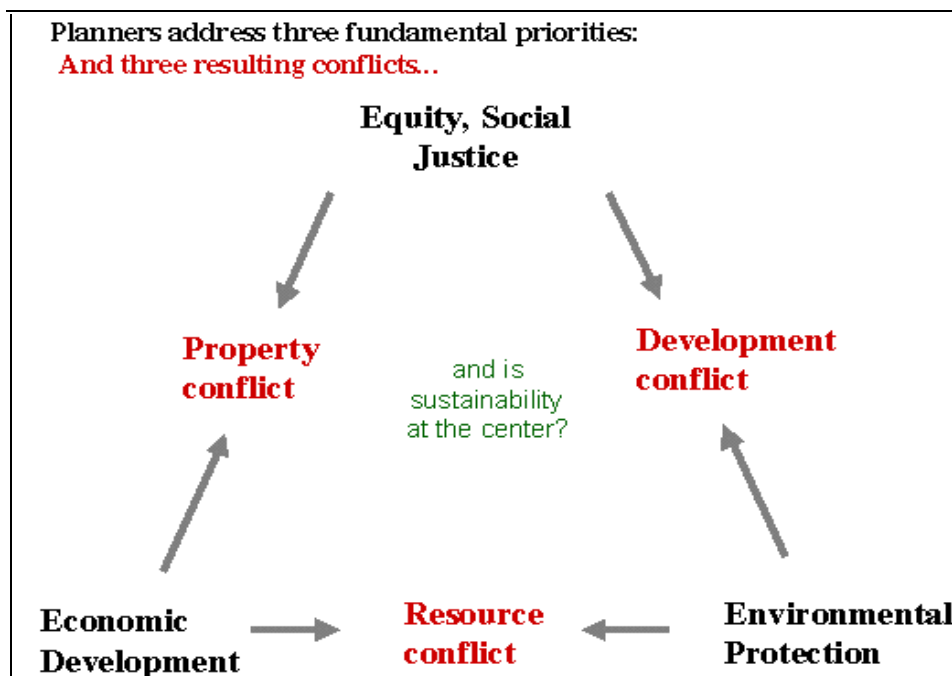 Planners address three fundamental priorities:
And three resulting conflicts...
Equity, Social
Justice
Property
conflict
and is
sustainability
at the center?
Development
conflict
Economic
Development
Resource
conflict
Environmental
Protection